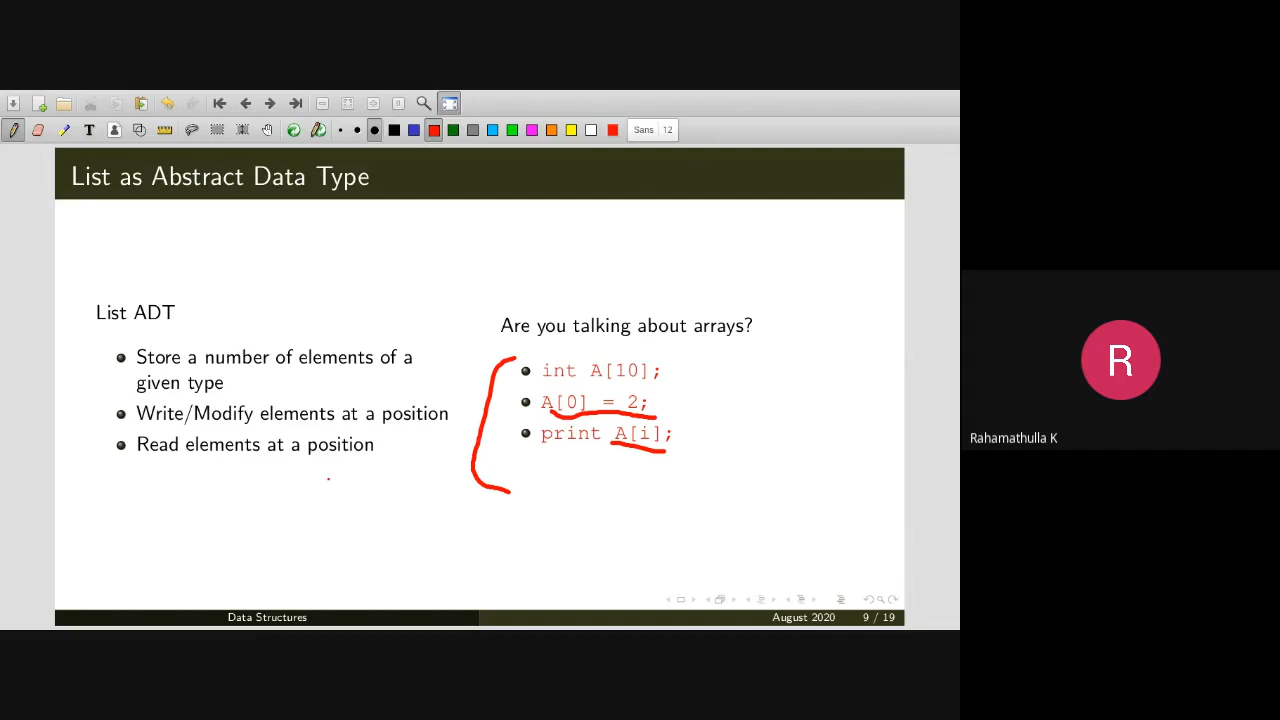 Sans 12
List as Abstract Data Type
List ADT
Store a number of elements of a
given type
Write/Modify elements at a position
Read elements at a position
Are you talking about arrays?
int A[10];
A[0] = 2;
print A[i];
Data Structures
August 2020 9 / 19
R
Rahamathulla K